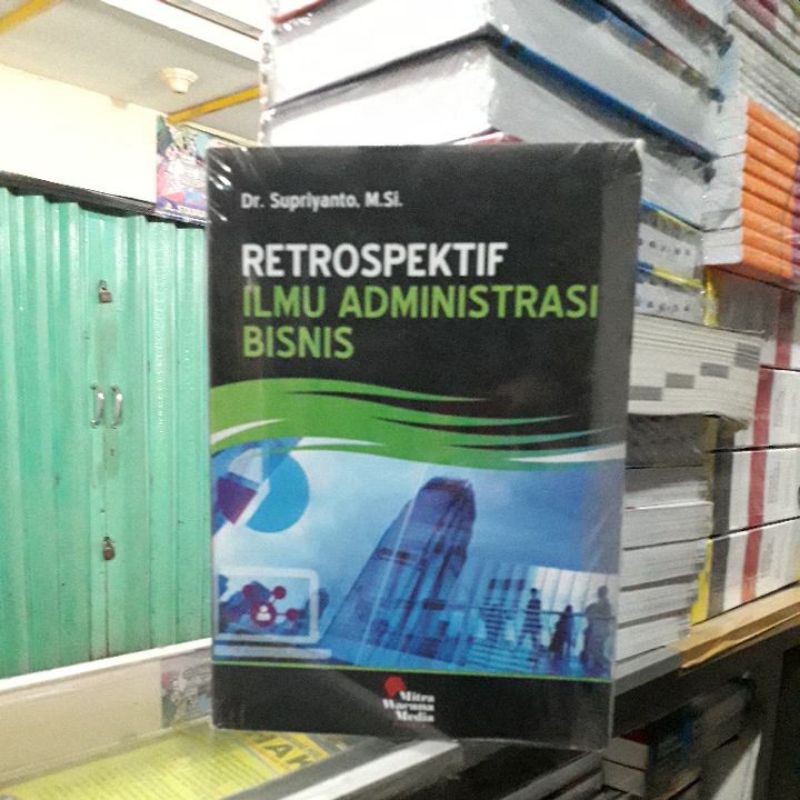 Dr. Supriyanto, M.Si.
RETROSPEKTIF
ILMU ADMINISTRASI
BISNIS
Mitra
Wacana
Media